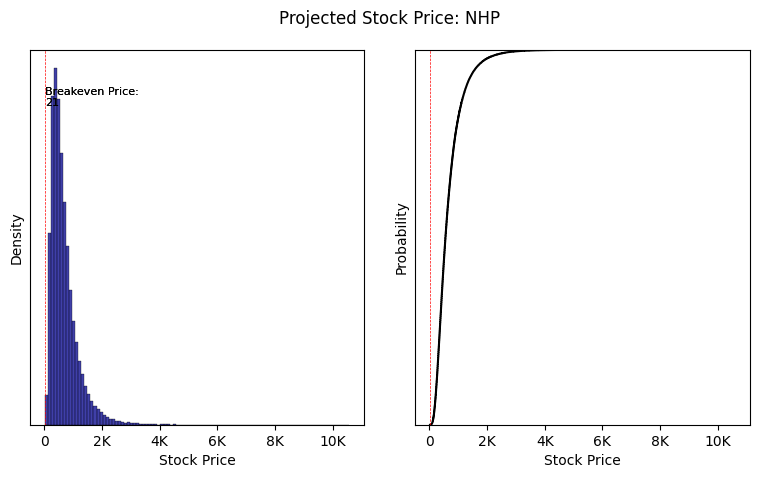 Projected Stock Price: NHP
Breakeven Price:
21
Density
0 2K 4K 6K 8K 10K
Stock Price
Probability
0 2K 4K 6K 8K 10K
Stock Price